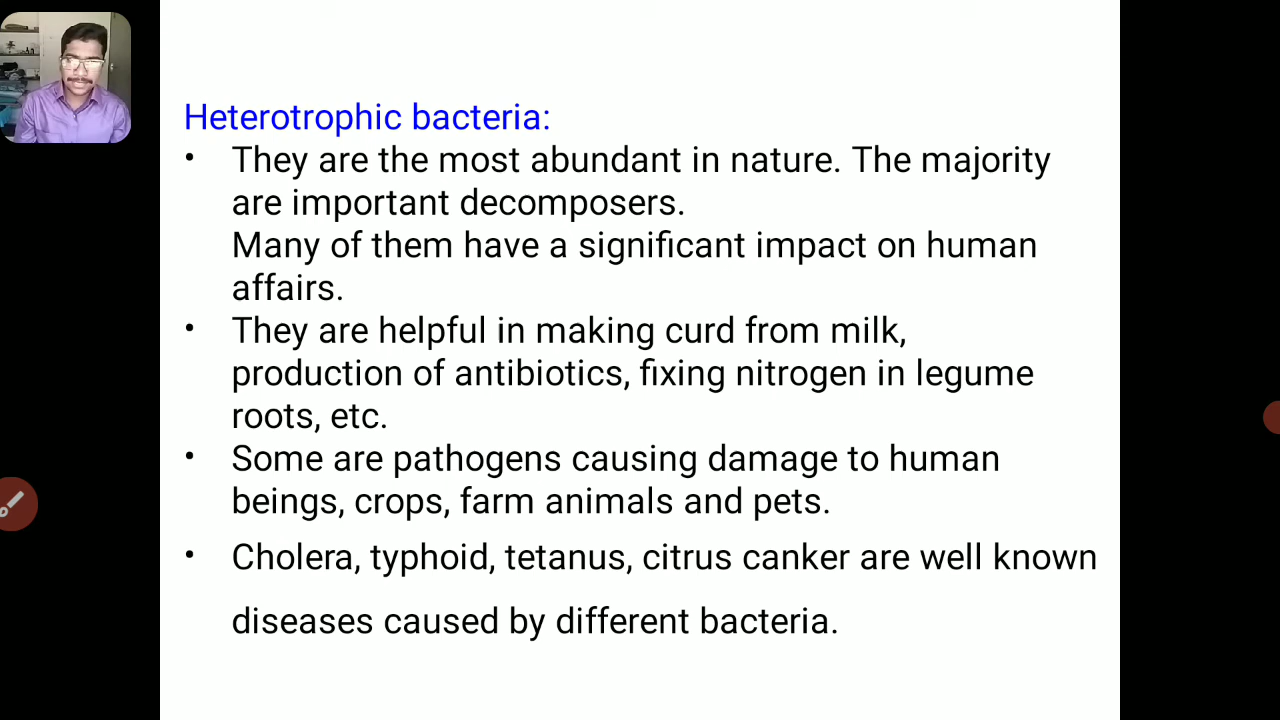 Heterotrophic bacteria:
• They are the most abundant in nature. The majority
are important decomposers.
Many of them have a significant impact on human
affairs.
• They are helpful in making curd from milk,
production of antibiotics, fixing nitrogen in legume
roots, etc.
• Some are pathogens causing damage to human
beings, crops, farm animals and pets.
• Cholera, typhoid, tetanus, citrus canker are well known
diseases caused by different bacteria.